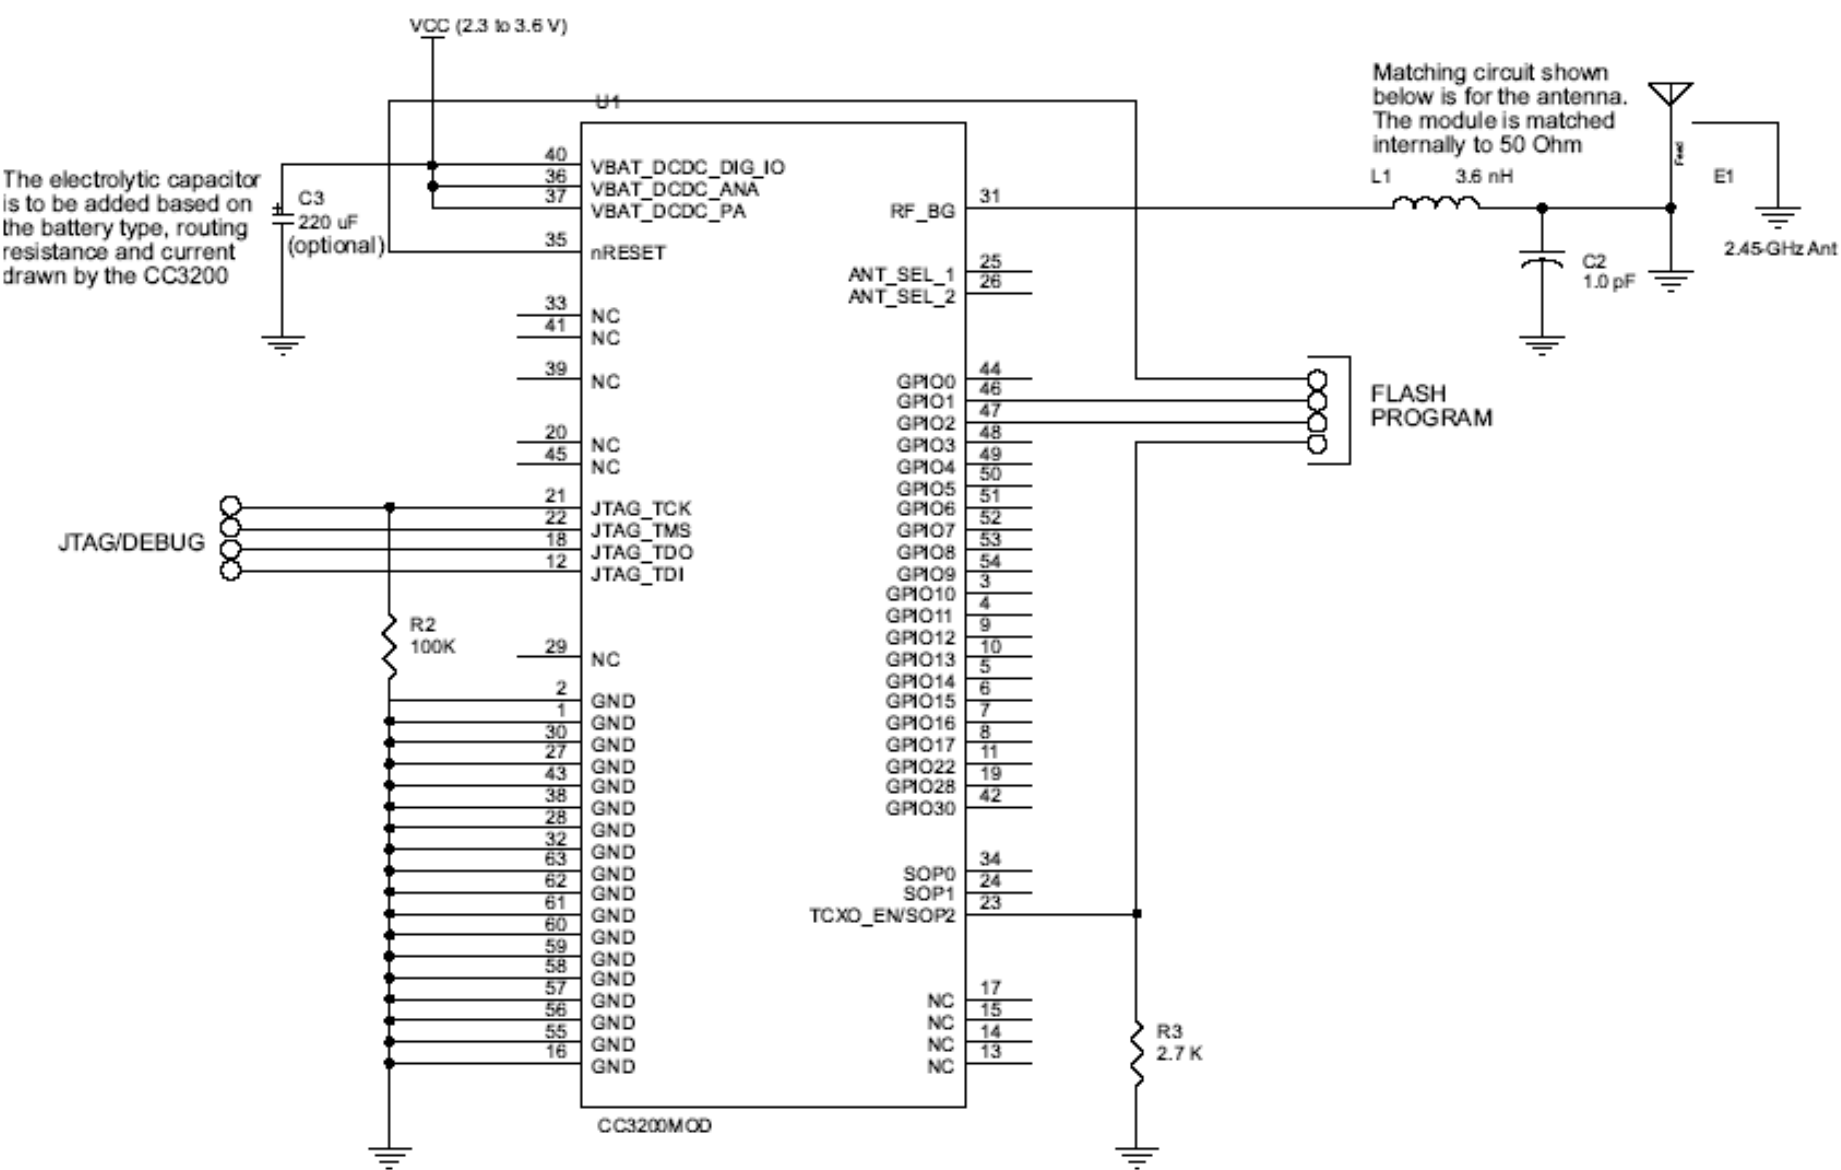 VCC (2.3 to 3.6 V)
Matching circuit shown
below is for the antenna.
The module is matched
internally to 50 Ohm
U1
The electrolytic capacitor
is to be added based on
the battery type, routing
resistance and current
drawn by the CC3200
+
C3
220 uF
(optional)
40
VBAT_DCDC_DIG_IO
36
VBAT_DCDC_ANA
37
VBAT_DCDC_PA
35
nRESET
33
NC
41
NC
39
NC
20
NC
45
NC
JTAG/DEBUG
21
JTAG_TCK
22
JTAG_TMS
18
JTAG_TDO
12
JTAG_TDI
R2
100K
29
NC
2
GND
1
GND
30
GND
27
GND
43
GND
38
GND
28
GND
32
GND
63
GND
62
GND
61
GND
60
GND
59
GND
58
GND
57
GND
56
GND
55
GND
16
GND
CC3200MOD
RF_BG
31
L1
3.6 nH
Feed
E1
2.45-GHz Ant
C2
1.0 pF
ANT_SEL_1
25
ANT_SEL_2
26
GPIO0
44
GPIO1
46
GPIO2
47
GPIO3
48
GPIO4
49
GPIO5
50
GPIO6
51
GPIO7
52
GPIO8
53
GPIO9
54
GPIO10
3
GPIO11
4
GPIO12
9
GPIO13
10
GPIO14
5
GPIO15
6
GPIO16
7
GPIO17
8
GPIO22
11
GPIO28
19
GPIO30
42
FLASH
PROGRAM
SOP0
34
SOP1
24
TCXO_EN/SOP2
23
NC
17
NC
15
NC
14
NC
13
R3
2.7 K